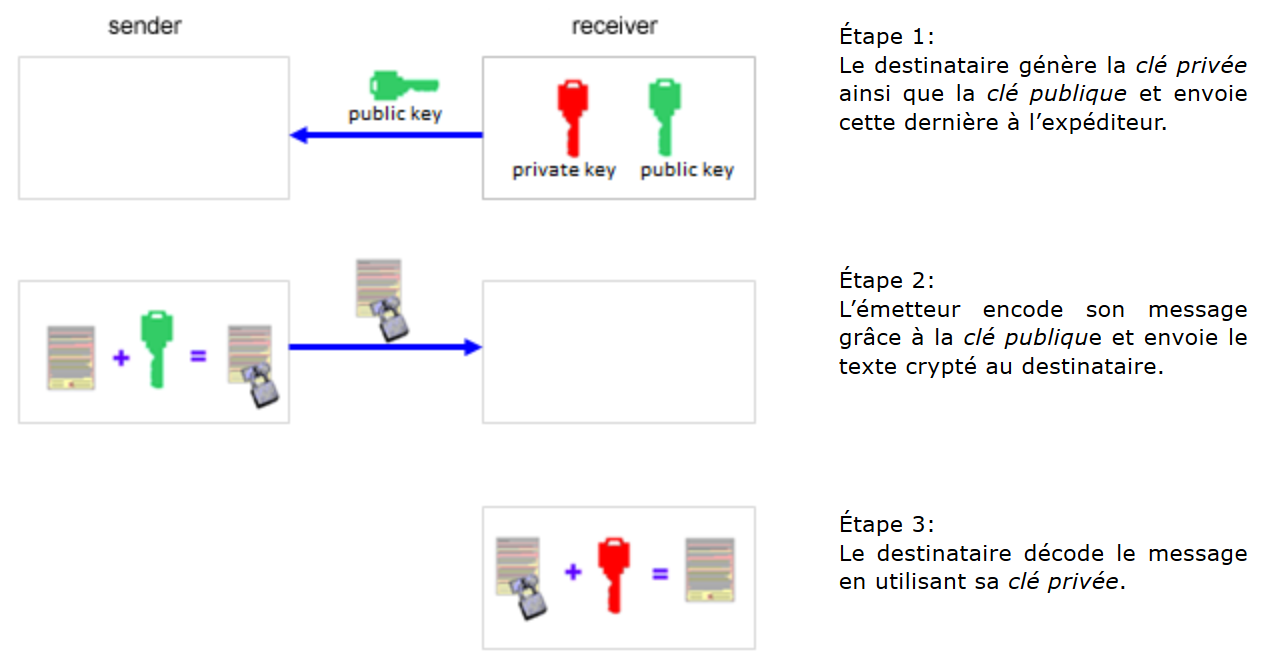 sender
receiver
public key
private key
public key
Étape 1:
Le destinataire génère la clé privée
ainsi que la clé publique et envoie
cette dernière à l’expéditeur.
+
=
Étape 2:
L’émetteur encode son message
grâce à la clé publique et envoie le
texte crypté au destinataire.
+
=
Étape 3:
Le destinataire décode le message
en utilisant sa clé privée.